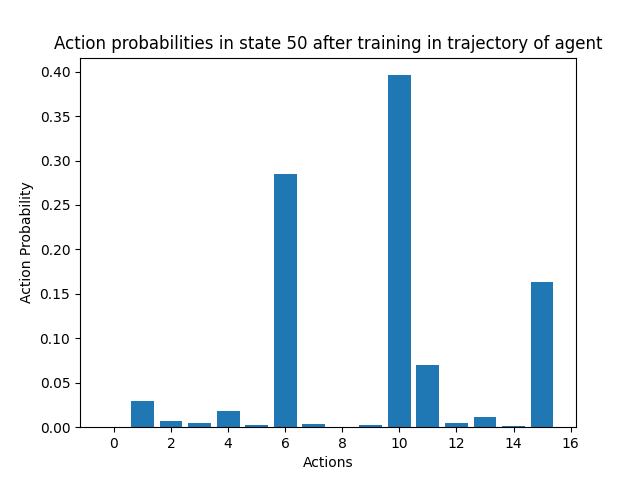 Action probabilities in state 50 after training in trajectory of agent
0.40
0.35
0.30
0.25
0.20
0.15
0.10
0.05
0.00
Action Probability
0 2 4 6 8 10 12 14 16
Actions